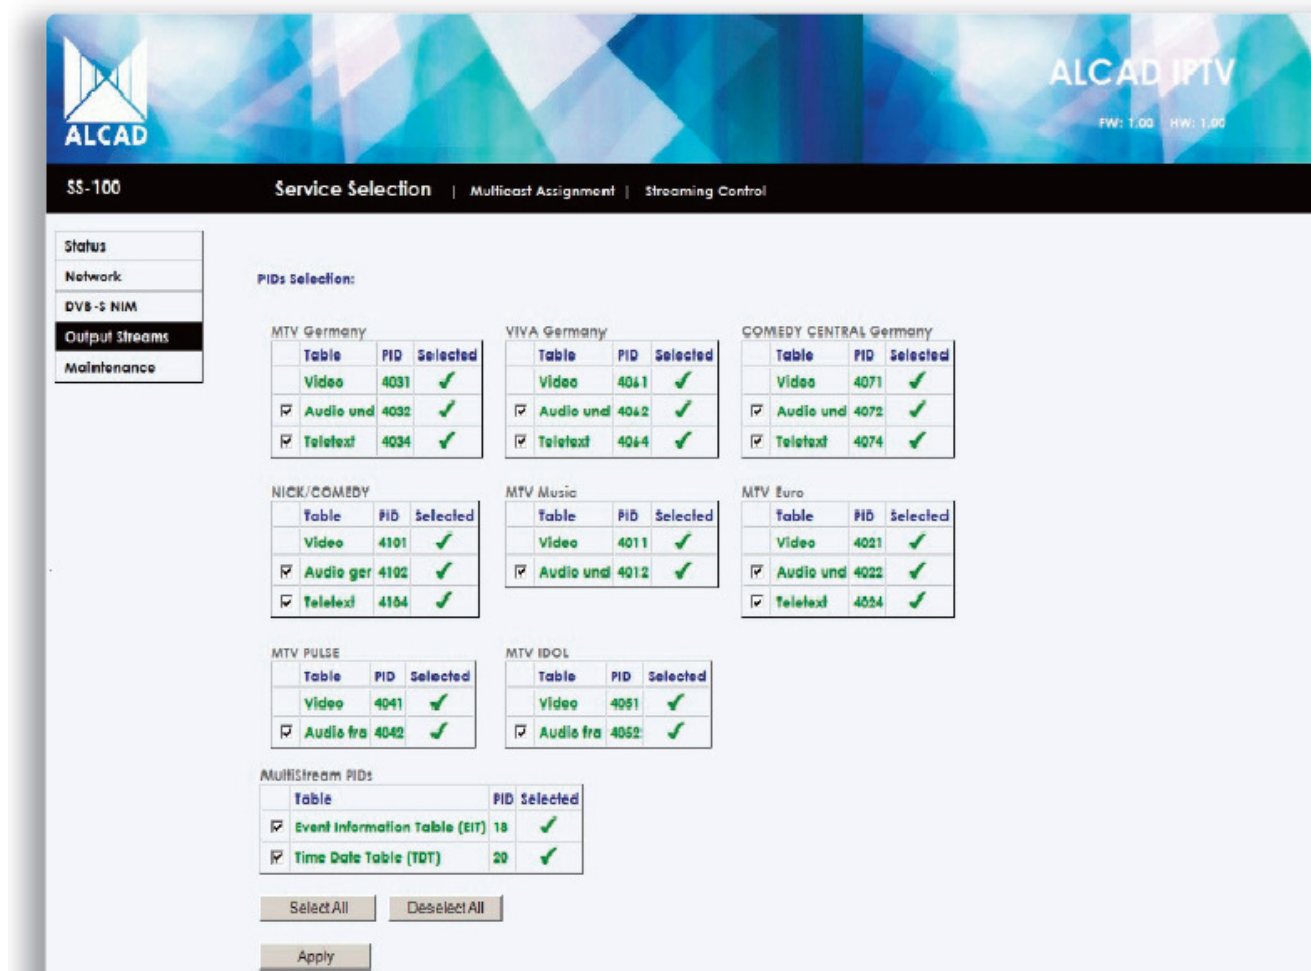 ALCAD
ALCAD IPTV
FW: 1.00 HW: 1.00
SS-100
Service Selection | Multicast Assignment | Streaming Control
Status
Network
DVB-S NIM
Output Streams
Maintenance
PIDs Selection:
MTV Germany
Table PID Selected
Video 4031
Audio und 4032
Teletext 4034
VIVA Germany
Table PID Selected
Video 4061
Audio und 4062
Teletext 4064
COMEDY CENTRAL Germany
Table PID Selected
Video 4071
Audio und 4072
Teletext 4074
NICK/COMEDY
Table PID Selected
Video 4101
Audio ger 4102
Teletext 4104
MTV Music
Table PID Selected
Video 4011
Audio und 4012
MTV Euro
Table PID Selected
Video 4021
Audio und 4022
Teletext 4024
MTV PULSE
Table PID Selected
Video 4041
Audio fra 4042
MTV IDOL
Table PID Selected
Video 4051
Audio fra 4052
MultiStream PIDs
Table PID Selected
Event Information Table (EIT) 18
Time Date Table (TDT) 20
Select All Deselect All
Apply